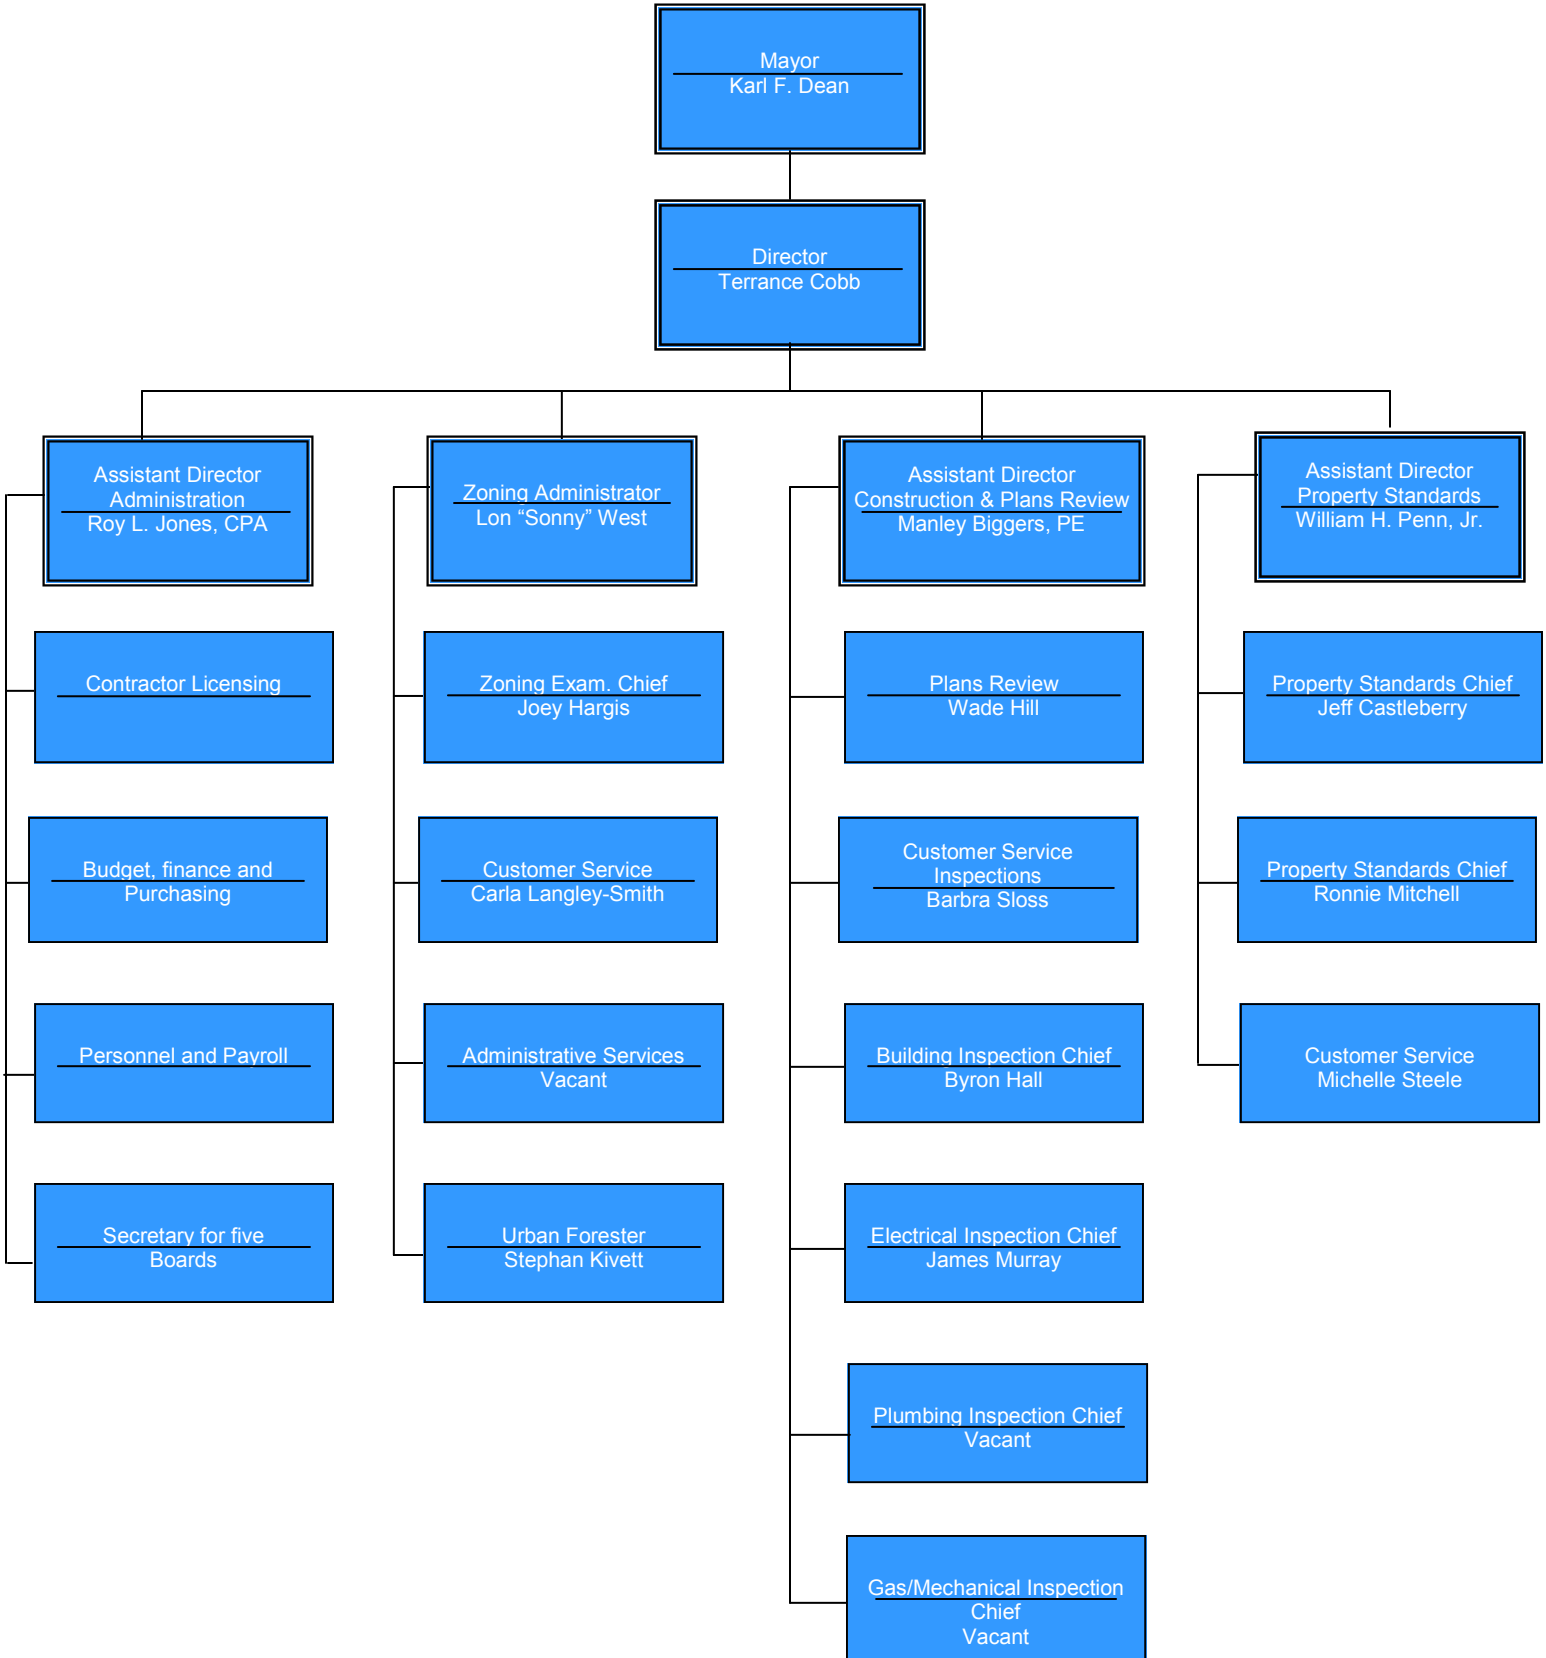 Mayor
Karl F. Dean
Director
Terrance Cobb
Assistant Director
Administration
Roy L. Jones, CPA
Zoning Administrator
Lon “Sonny” West
Assistant Director
Construction & Plans Review
Manley Biggers, PE
Assistant Director
Property Standards
William H. Penn, Jr.
Contractor Licensing
Zoning Exam. Chief
Joey Hargis
Plans Review
Wade Hill
Property Standards Chief
Jeff Castleberry
Budget, finance and
Purchasing
Customer Service
Carla Langley-Smith
Customer Service
Inspections
Barbra Sloss
Property Standards Chief
Ronnie Mitchell
Personnel and Payroll
Administrative Services
Vacant
Building Inspection Chief
Byron Hall
Customer Service
Michelle Steele
Secretary for five
Boards
Urban Forester
Stephan Kivett
Electrical Inspection Chief
James Murray
Plumbing Inspection Chief
Vacant
Gas/Mechanical Inspection
Chief
Vacant